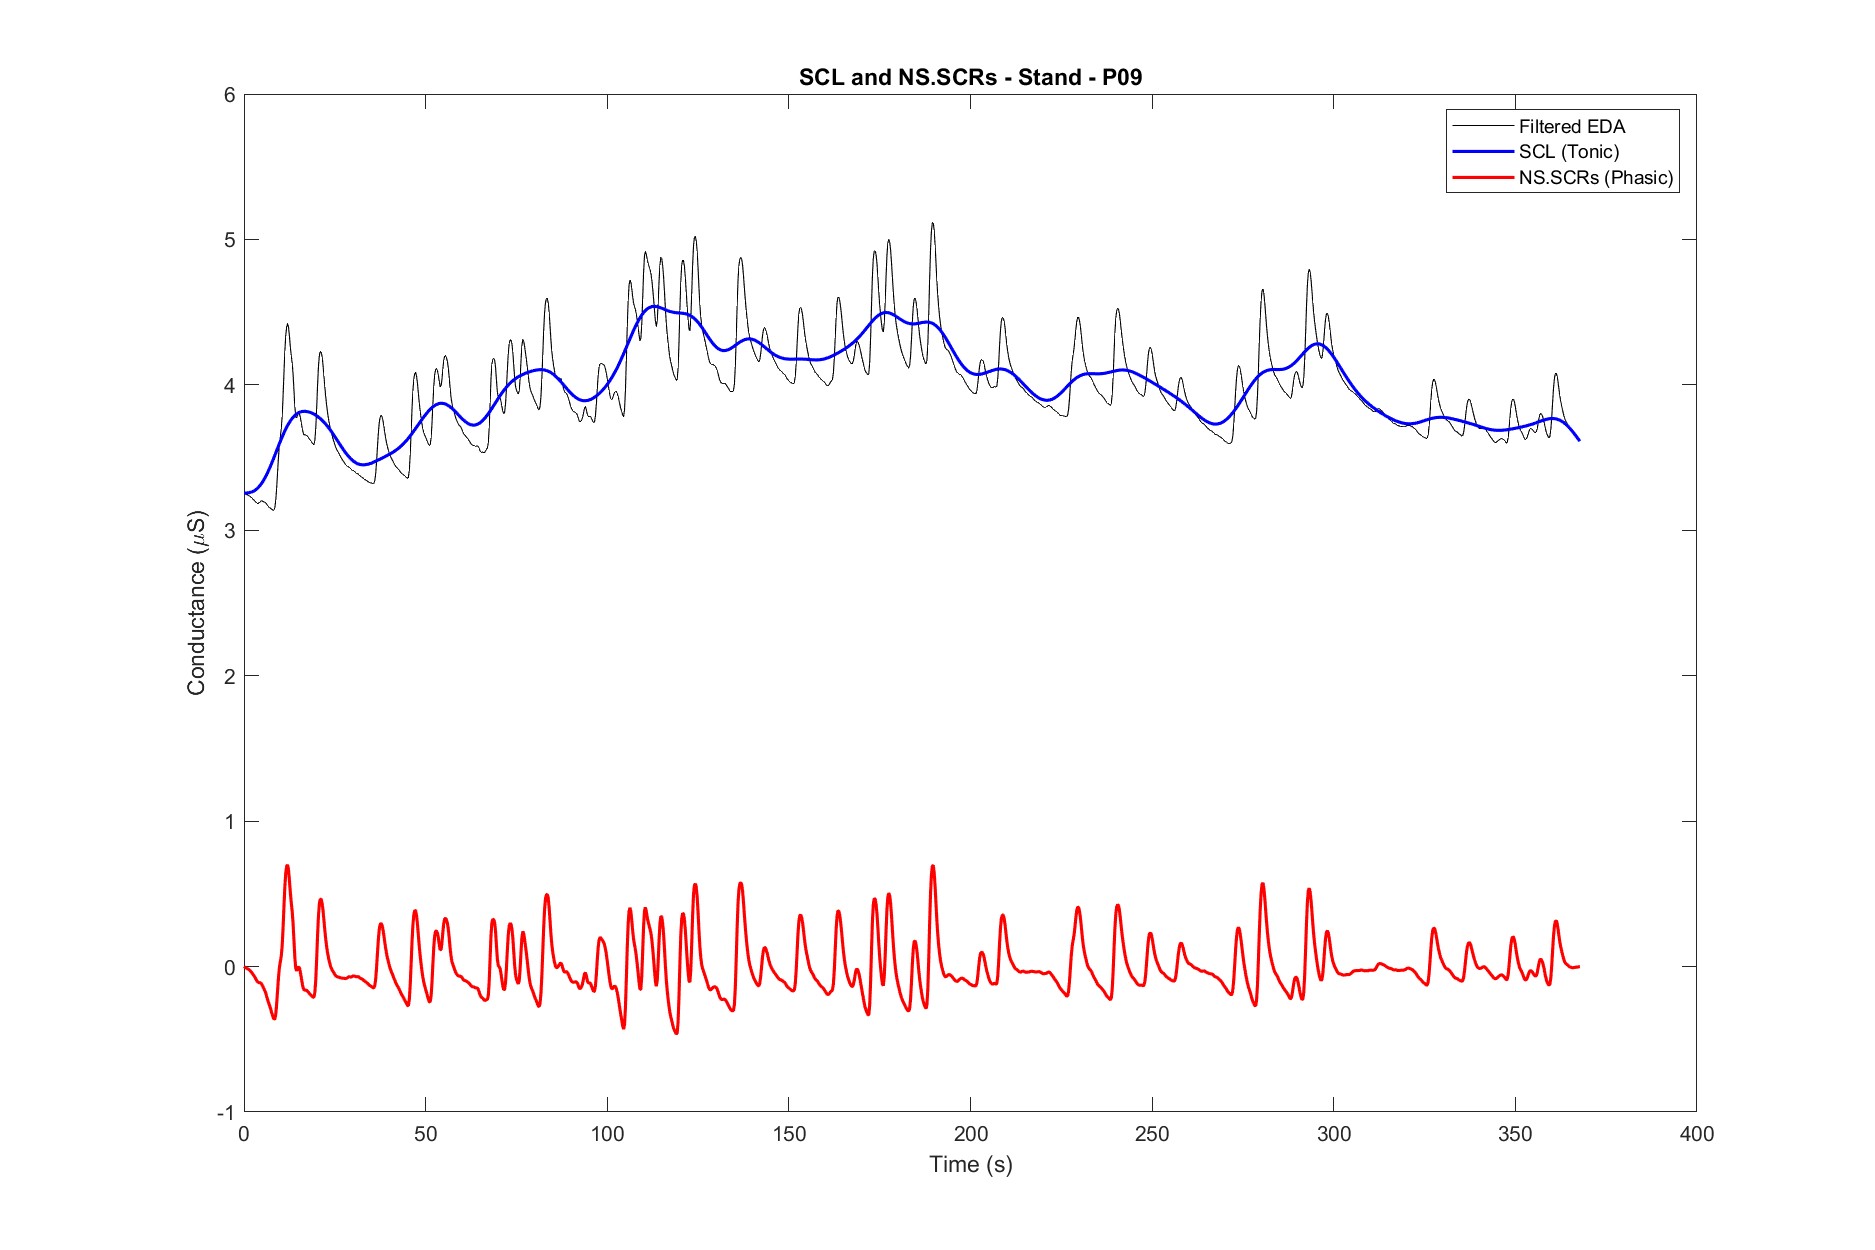 SCL and NS.SCRs - Stand - P09
Filtered EDA
SCL (Tonic)
NS.SCRs (Phasic)
6
5
4
3
2
1
0
-1
Conductance (μS)
0 50 100 150 200 250 300 350 400
Time (s)